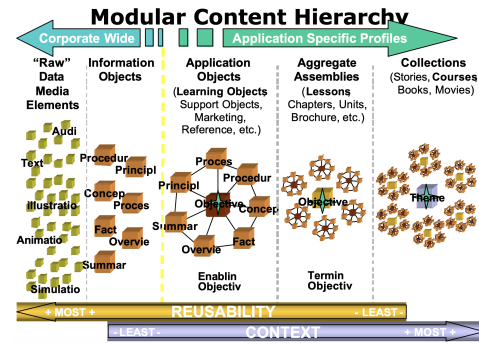 Modular Content Hierarchy
Corporate Wide
Application Specific Profiles
“Raw”
Data
Media
Elements
Information
Objects
Application
Objects
(Learning Objects
Support Objects,
Marketing,
Reference, etc.)
Aggregate
Assemblies
(Lessons,
Chapters, Units,
Brochure, etc.)
Collections
(Stories, Courses,
Books, Movies)
Audi
Text
Illustratio
Animatio
Simulatio
Procedur
Principl
Concep
Proces
Fact
Overvie
Summar
Proces
Principl
Procedur
Objective
Concep
Summar
Overvie
Fact
Enablin
Objectiv
Objective
Termin
Objectiv
Theme
+ MOST +
REUSABILITY
- LEAST -
- LEAST -
CONTEXT
+ MOST +